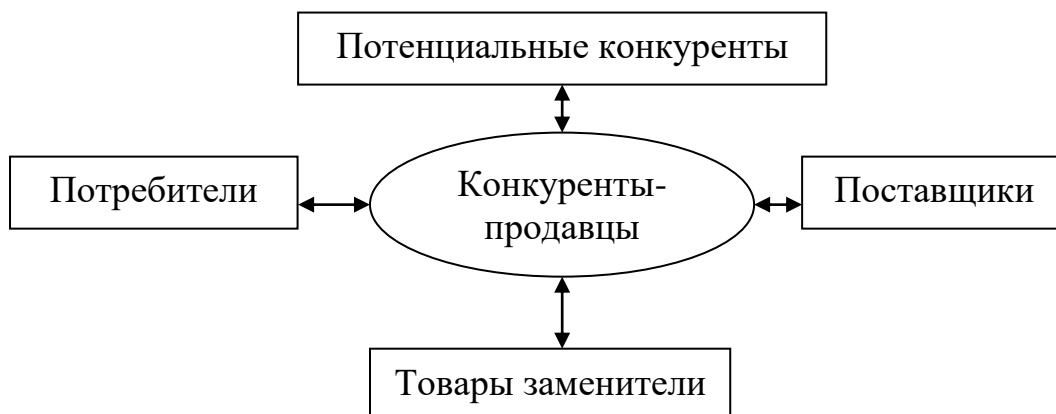 Потенциальные конкуренты
Потребители
Конкуренты-
продавцы
Поставщики
Товары заменители